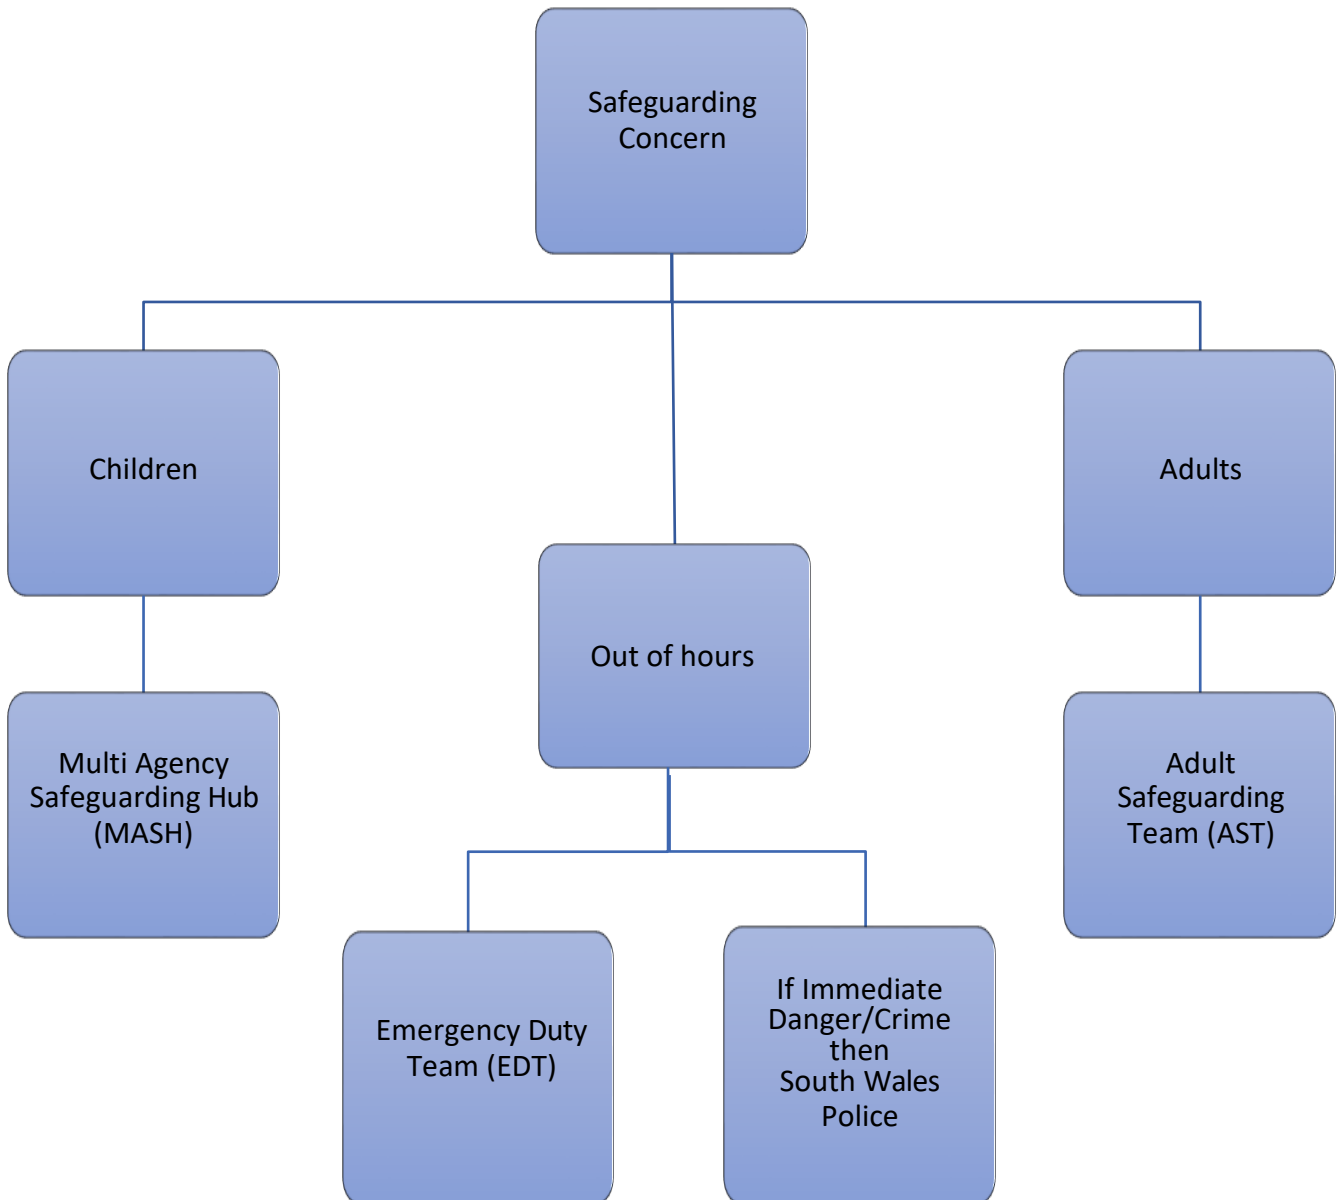 Safeguarding
Concern
Children
Adults
Out of hours
Multi Agency
Safeguarding Hub
(MASH)
Adult
Safeguarding
Team (AST)
Emergency Duty
Team (EDT)
If Immediate
Danger/Crime
then
South Wales
Police